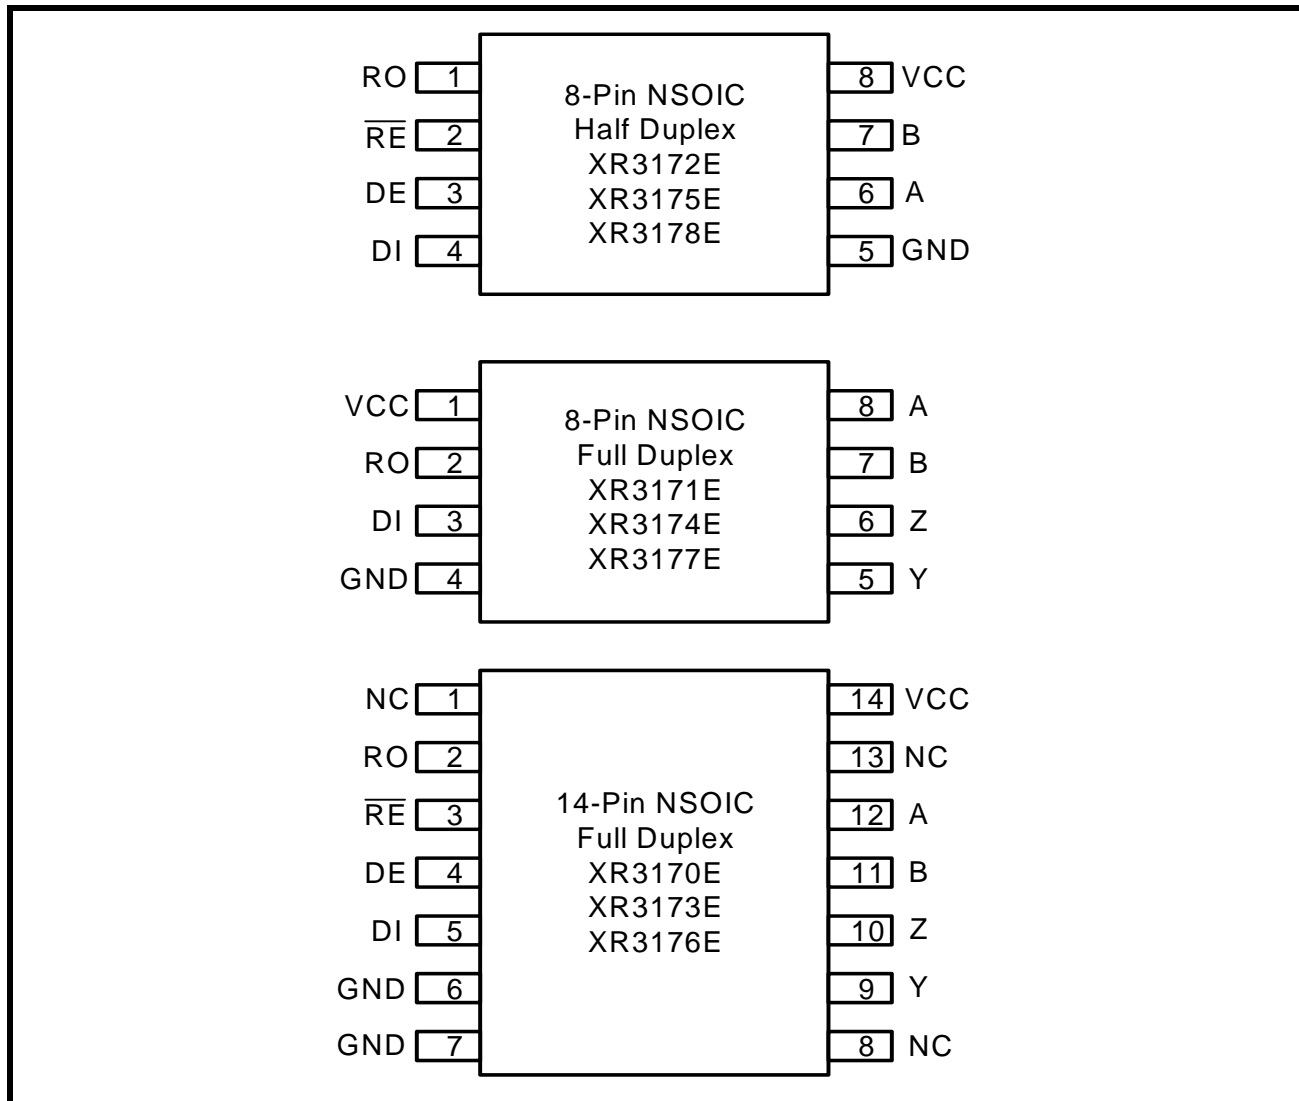 RO 1 8 VCC
8-Pin NSOIC
Half Duplex
R̅E̅ 2 7 B
XR3172E
DE 3 6 A
XR3175E
XR3178E
DI 4 5 GND
VCC 1 8 A
8-Pin NSOIC
Full Duplex
RO 2 7 B
XR3171E
DI 3 6 Z
XR3174E
XR3177E
GND 4 5 Y
NC 1 14 VCC
RO 2 13 NC
14-Pin NSOIC
R̅E̅ 3 12 A
Full Duplex
DE 4 11 B
XR3170E
XR3173E
DI 5 10 Z
XR3176E
GND 6 9 Y
GND 7 8 NC